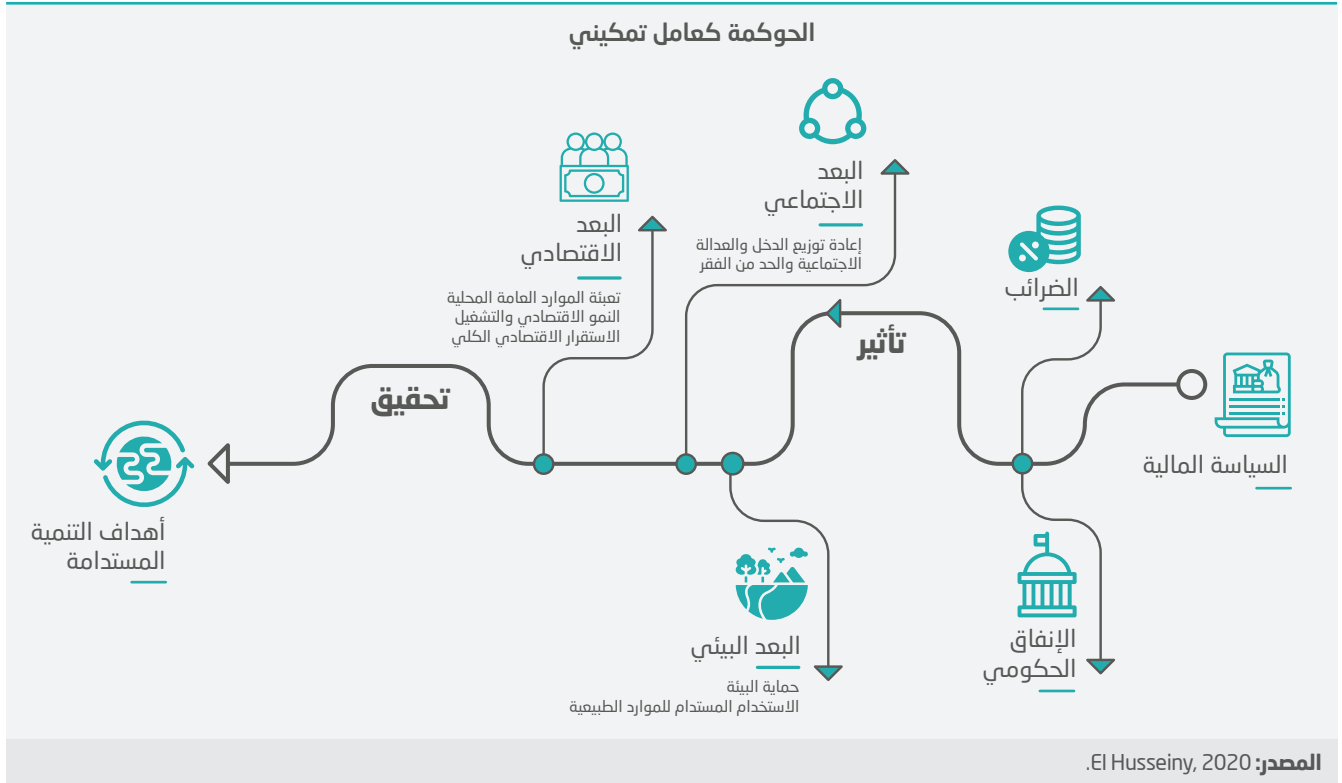 الحوكمة كعامل تمكيني
السياسة المالية
الضرائب
الإنفاق
الحكومي
تأثير
البعد
الاجتماعي
إعادة توزيع الدخل والعدالة
الاجتماعية والحد من الفقر
البعد البيئي
حماية البيئة
الاستخدام المستدام للموارد الطبيعية
البعد
الاقتصادي
تعبئة الموارد العامة المحلية
النمو الاقتصادي والتشغيل
الاستقرار الاقتصادي الكلي
تحقيق
أهداف التنمية
المستدامة
المصدر: El Husseiny, 2020.